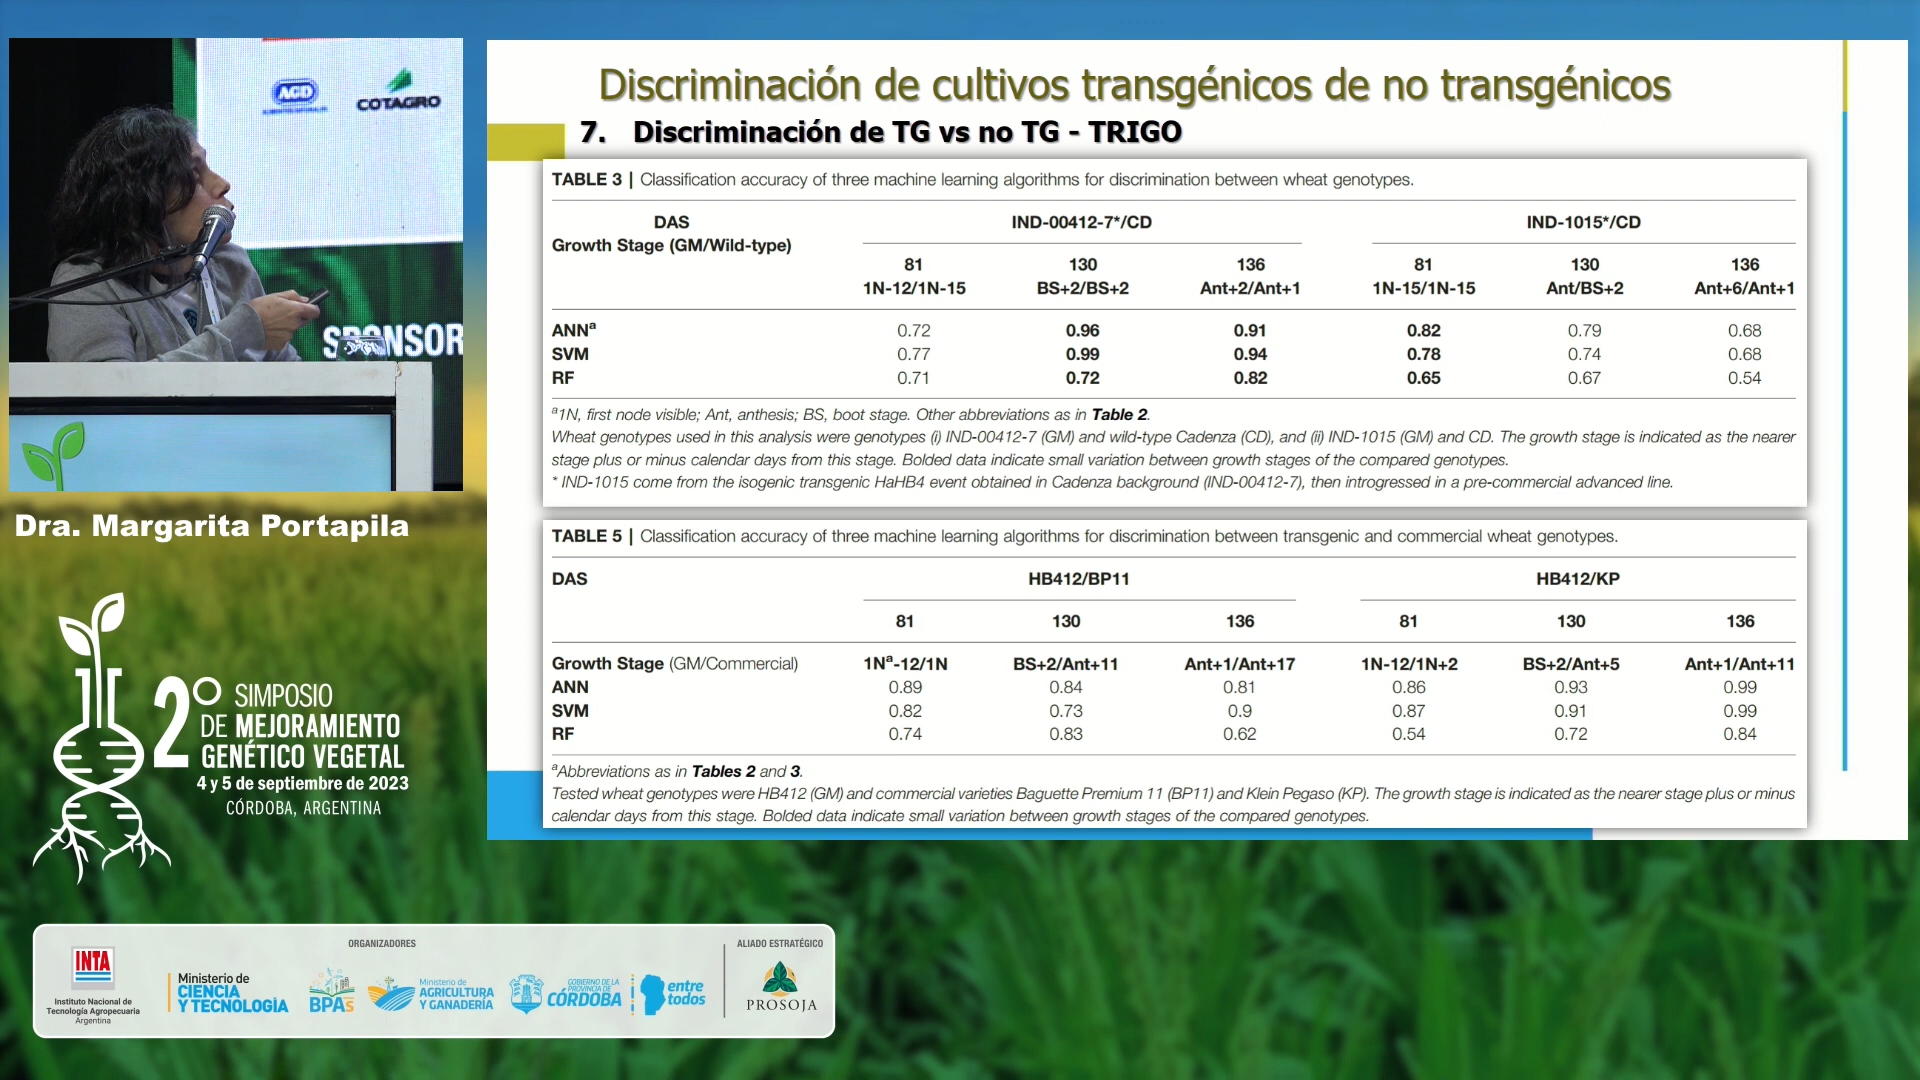 AGD
COTAGRO
SPONSOR
Dra. Margarita Portapila
2° SIMPOSIO
DE MEJORAMIENTO
GENÉTICO VEGETAL
4 y 5 de septiembre de 2023
CÓRDOBA, ARGENTINA
Discriminación de cultivos transgénicos de no transgénicos
7. Discriminación de TG vs no TG - TRIGO
TABLE 3 | Classification accuracy of three machine learning algorithms for discrimination between wheat genotypes.
DAS IND-00412-7*/CD IND-1015*/CD
Growth Stage (GM/Wild-type)
81 130 136 81 130 136
1N-12/1N-15 BS+2/BS+2 Ant+2/Ant+1 1N-15/1N-15 Ant/BS+2 Ant+6/Ant+1
ANNa 0.72 0.96 0.91 0.82 0.79 0.68
SVM 0.77 0.99 0.94 0.78 0.74 0.68
RF 0.71 0.72 0.82 0.65 0.67 0.54
a1N, first node visible; Ant, anthesis; BS, boot stage. Other abbreviations as in Table 2.
Wheat genotypes used in this analysis were genotypes (i) IND-00412-7 (GM) and wild-type Cadenza (CD), and (ii) IND-1015 (GM) and CD. The growth stage is indicated as the nearer
stage plus or minus calendar days from this stage. Bolded data indicate small variation between growth stages of the compared genotypes.
* IND-1015 come from the isogenic transgenic HaHB4 event obtained in Cadenza background (IND-00412-7), then introgressed in a pre-commercial advanced line.
TABLE 5 | Classification accuracy of three machine learning algorithms for discrimination between transgenic and commercial wheat genotypes.
DAS HB412/BP11 HB412/KP
81 130 136 81 130 136
Growth Stage (GM/Commercial) 1Na-12/1N BS+2/Ant+11 Ant+1/Ant+17 1N-12/1N+2 BS+2/Ant+5 Ant+1/Ant+11
ANN 0.89 0.84 0.81 0.86 0.93 0.99
SVM 0.82 0.73 0.9 0.87 0.91 0.99
RF 0.74 0.83 0.62 0.54 0.72 0.84
aAbbreviations as in Tables 2 and 3.
Tested wheat genotypes were HB412 (GM) and commercial varieties Baguette Premium 11 (BP11) and Klein Pegaso (KP). The growth stage is indicated as the nearer stage plus or minus
calendar days from this stage. Bolded data indicate small variation between growth stages of the compared genotypes.
ORGANIZADORES
ALIADO ESTRATÉGICO
INTA
Instituto Nacional de
Tecnología Agropecuaria
Argentina
Ministerio de
CIENCIA
Y TECNOLOGÍA
BPAs
Ministerio de
AGRICULTURA
Y GANADERÍA
GOBIERNO DE LA
PROVINCIA DE
CÓRDOBA
entre
todos
PROSOJA